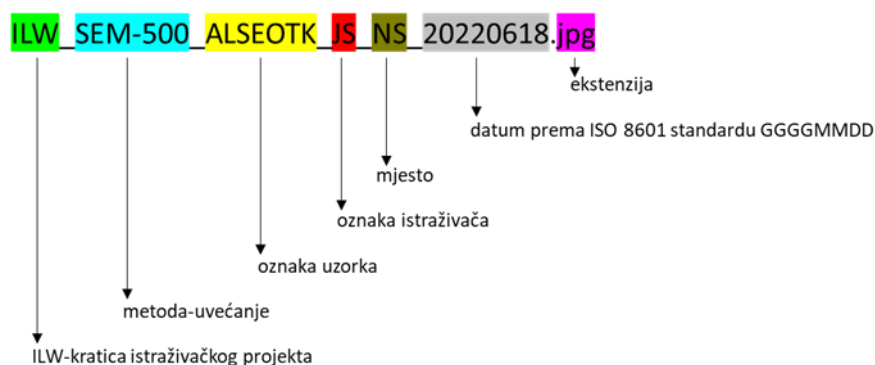 ILW_SEM-500_ALSEOTK_JS_NS_20220618.jpg
ekstenzija
datum prema ISO 8601 standardu GGGGMMDD
mjesto
oznaka istraživača
oznaka uzorka
metoda-uvećanje
ILW-kratica istraživačkog projekta